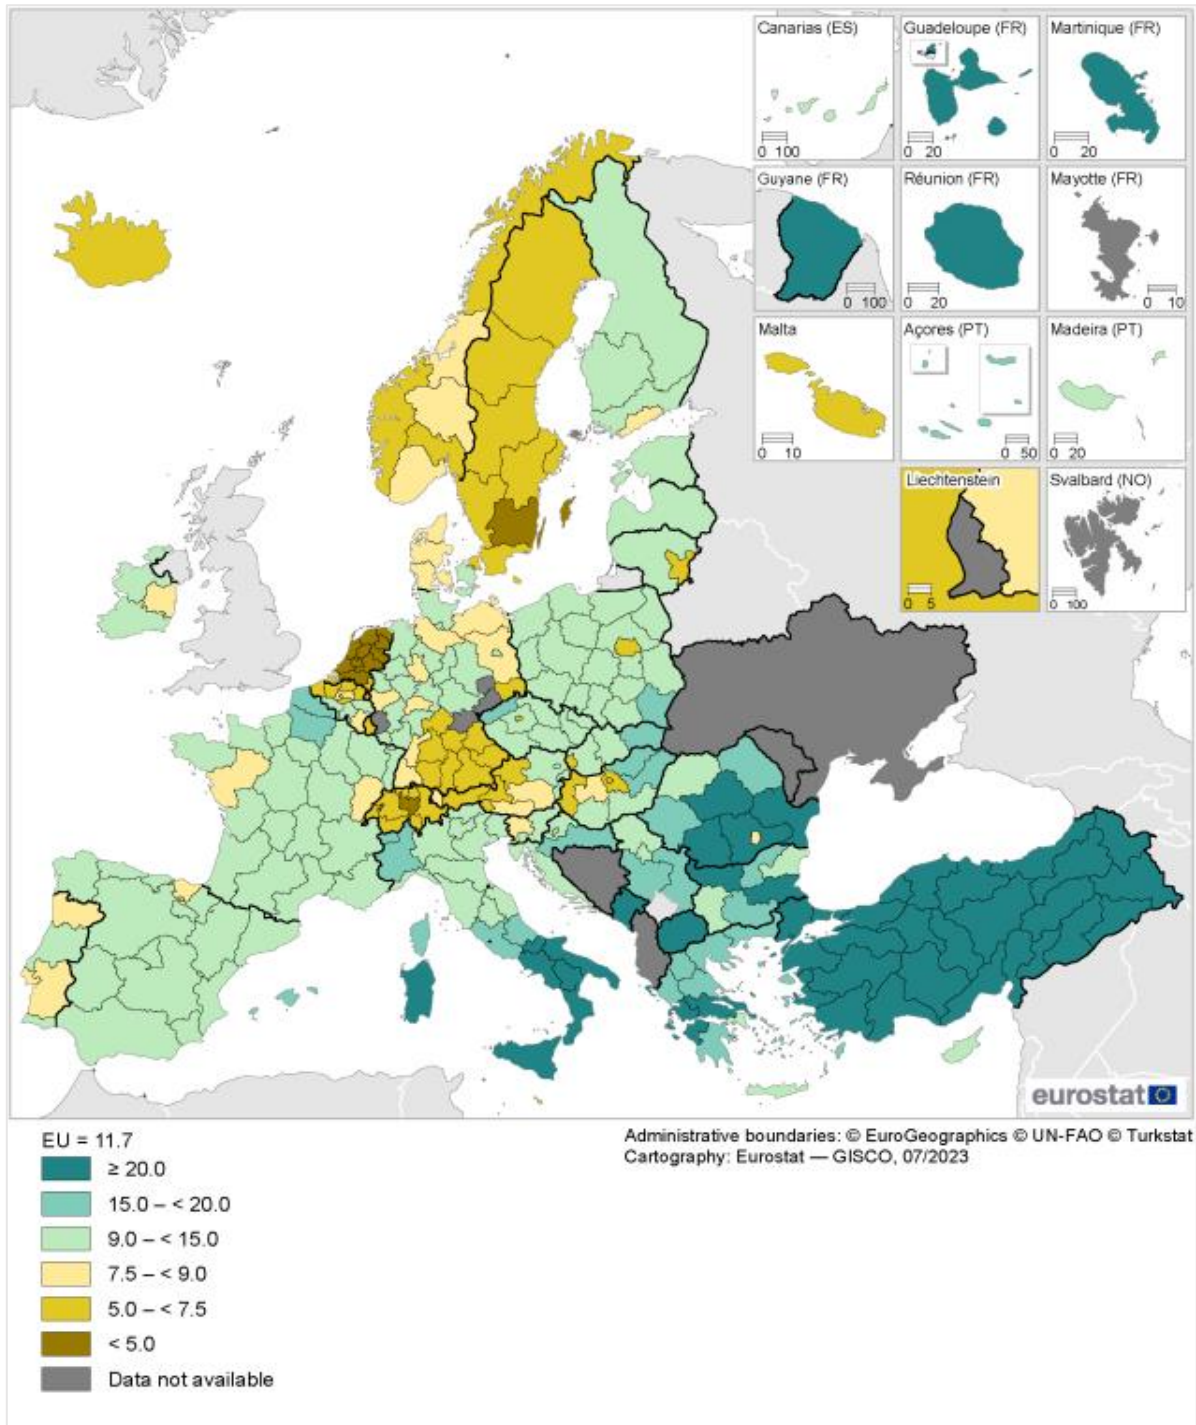 Canarias (ES)
0 100
Guadeloupe (FR)
0 20
Martinique (FR)
0 20
Guyane (FR)
0 100
Réunion (FR)
0 20
Mayotte (FR)
0 10
Malta
0 10
Açores (PT)
0 50
Madeira (PT)
0 20
Liechtenstein
0 5
Svalbard (NO)
0 100
eurostat
EU = 11.7
≥ 20.0
15.0 – < 20.0
9.0 – < 15.0
7.5 – < 9.0
5.0 – < 7.5
< 5.0
Data not available
Administrative boundaries: © EuroGeographics © UN-FAO © Turkstat
Cartography: Eurostat — GISCO, 07/2023